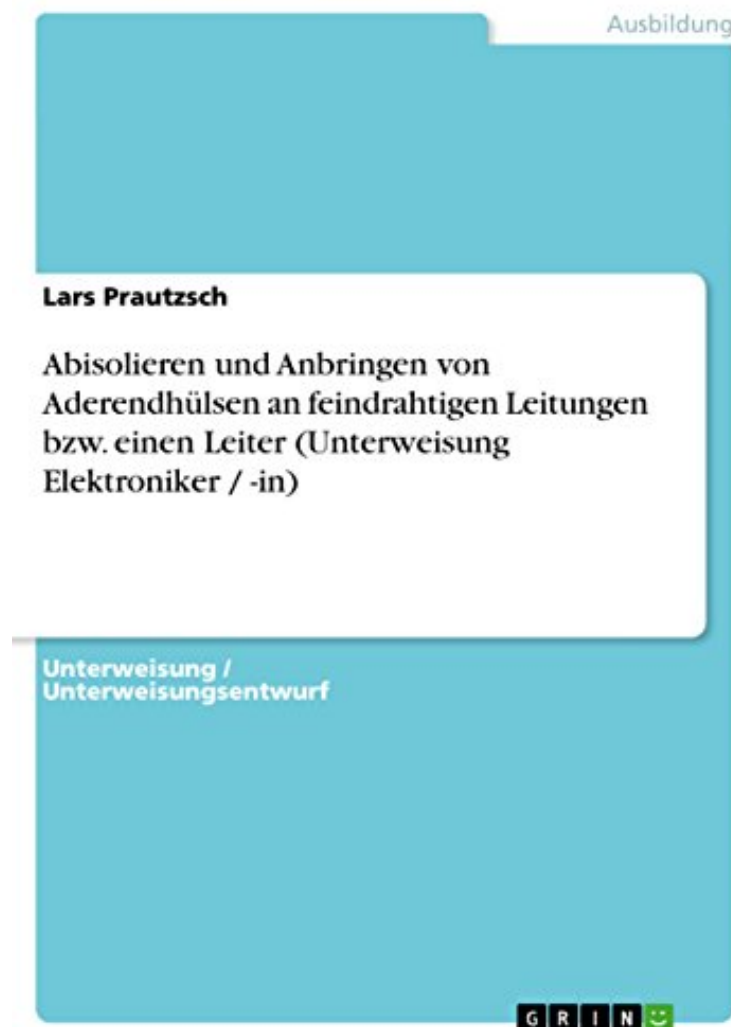 Ausbildung
Lars Prautzsch
Abisolieren und Anbringen von
Aderendhülsen an feindrahtigen Leitungen
bzw. einen Leiter (Unterweisung
Elektroniker / -in)
Unterweisung /
Unterweisungsentwurf
GRIN